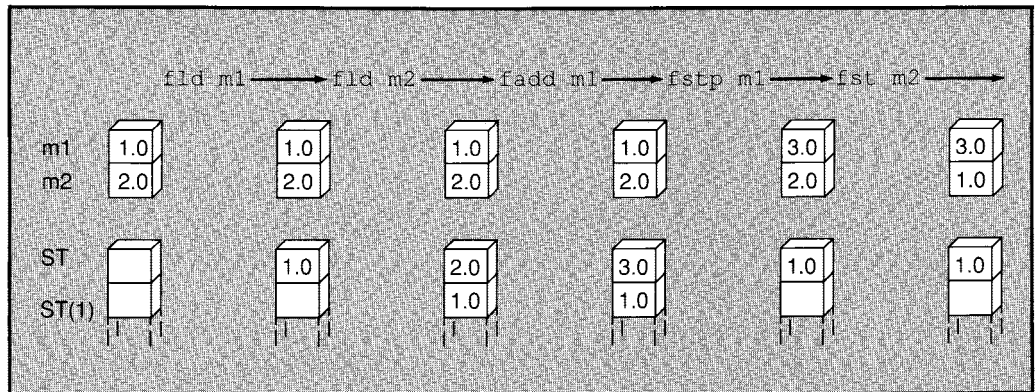 fld m1 fld m2 fadd m1 fstp m1 fst m2
m1 1.0 1.0 1.0 1.0 3.0 3.0
m2 2.0 2.0 2.0 2.0 2.0 1.0
ST 1.0 2.0 3.0 1.0 1.0
ST(1) 1.0 1.0